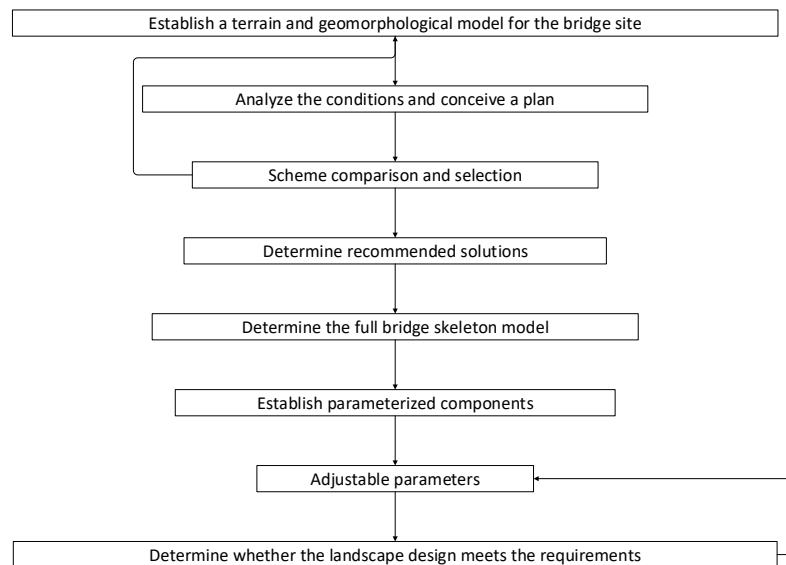 Establish a terrain and geomorphological model for the bridge site
Analyze the conditions and conceive a plan
Scheme comparison and selection
Determine recommended solutions
Determine the full bridge skeleton model
Establish parameterized components
Adjustable parameters
Determine whether the landscape design meets the requirements